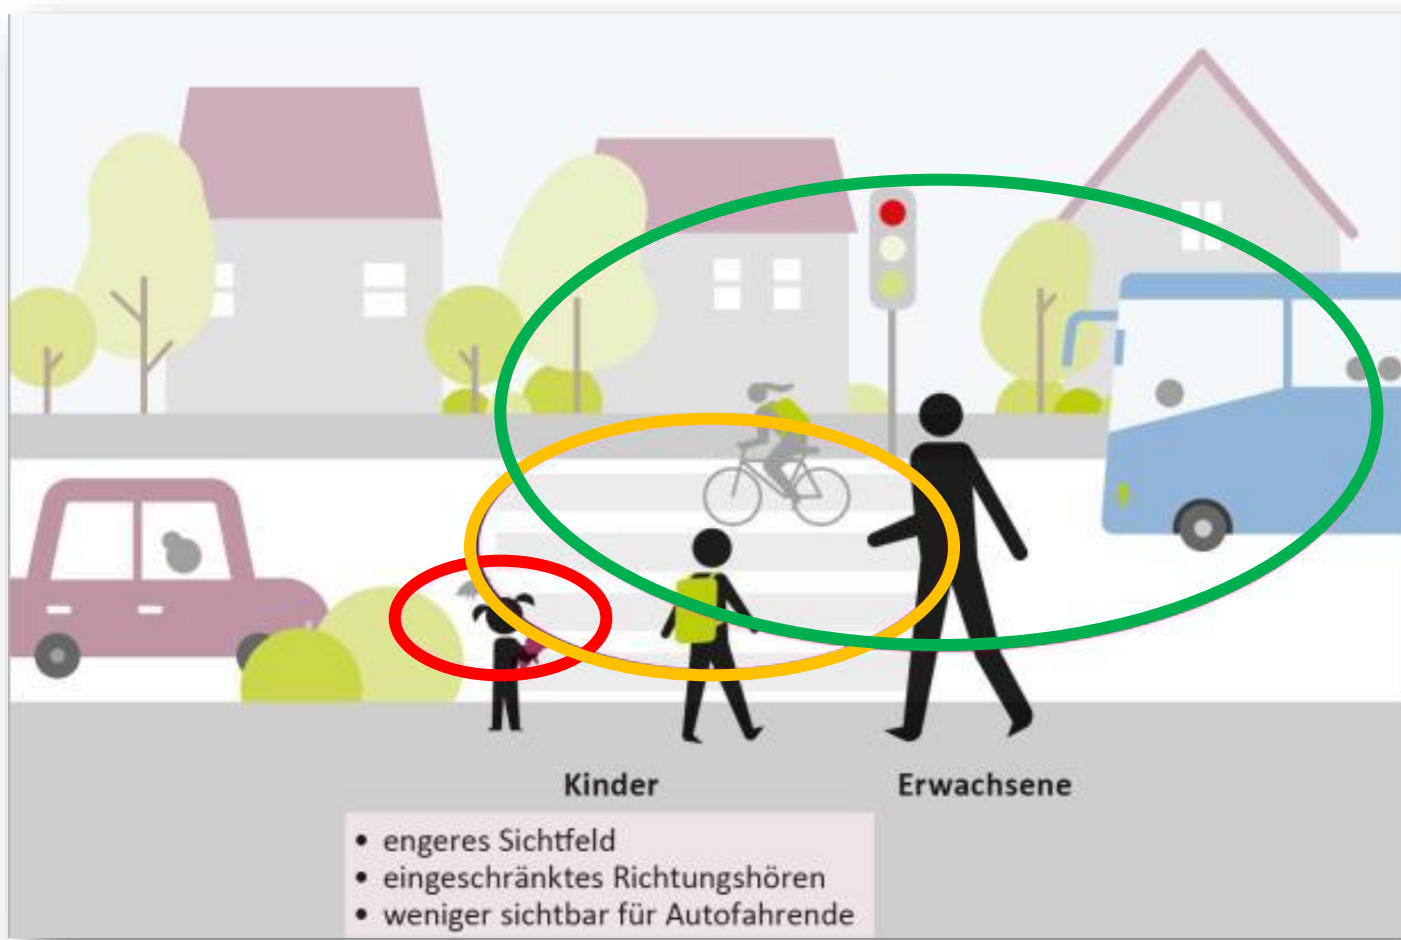 Kinder
Erwachsene
• engeres Sichtfeld
• eingeschränktes Richtungshören
• weniger sichtbar für Autofahrende